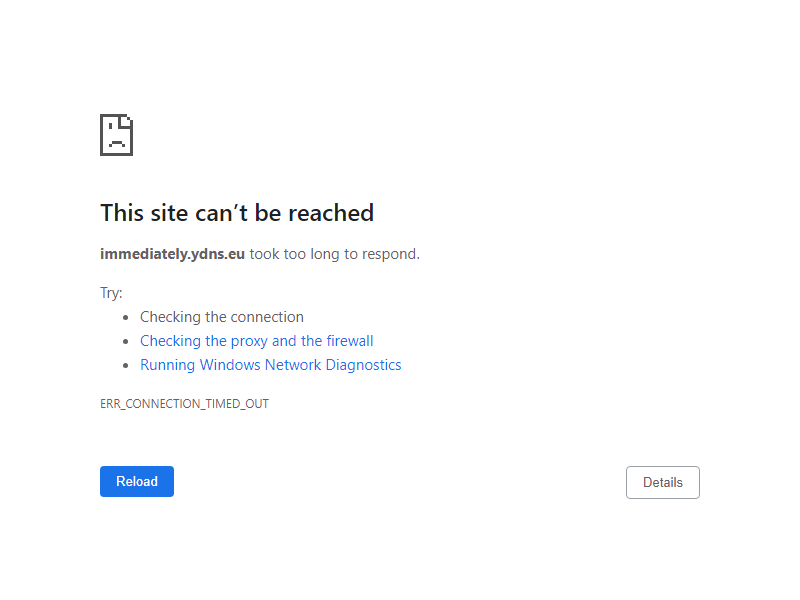 This site can’t be reached
immediately.ydns.eu took too long to respond.
Try:
Checking the connection
Checking the proxy and the firewall
Running Windows Network Diagnostics
ERR_CONNECTION_TIMED_OUT
Reload
Details